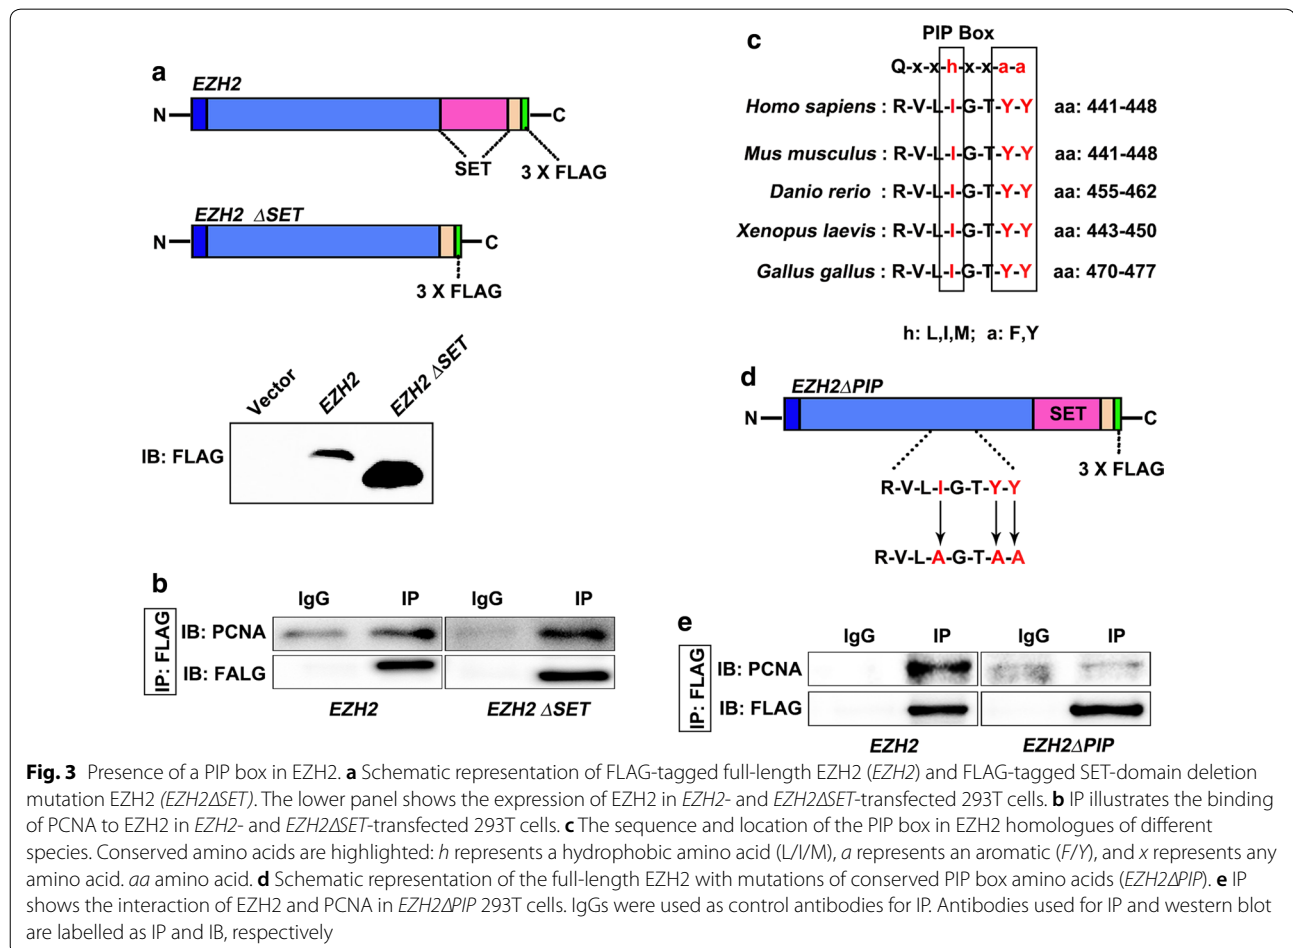 a
EZH2
N
C
SET
3 X FLAG
EZH2 ΔSET
N
C
3 X FLAG
Vector
EZH2
EZH2 ΔSET
IB: FLAG
b
IgG
IP
IgG
IP
IP: FLAG
IB: PCNA
IB: FALG
EZH2
EZH2 ΔSET
c
PIP Box
Q-x-x-h-x-x-a-a
Homo sapiens : R-V-L-I-G-T-Y-Y aa: 441-448
Mus musculus : R-V-L-I-G-T-Y-Y aa: 441-448
Danio rerio : R-V-L-I-G-T-Y-Y aa: 455-462
Xenopus laevis : R-V-L-I-G-T-Y-Y aa: 443-450
Gallus gallus : R-V-L-I-G-T-Y-Y aa: 470-477
h: L,I,M; a: F,Y
d
EZH2ΔPIP
N
SET
C
3 X FLAG
R-V-L-I-G-T-Y-Y
R-V-L-A-G-T-A-A
e
IgG
IP
IgG
IP
IP: FLAG
IB: PCNA
IB: FLAG
EZH2
EZH2ΔPIP
Fig. 3 Presence of a PIP box in EZH2. a Schematic representation of FLAG-tagged full-length EZH2 (EZH2) and FLAG-tagged SET-domain deletion
mutation EZH2 (EZH2ΔSET). The lower panel shows the expression of EZH2 in EZH2- and EZH2ΔSET-transfected 293T cells. b IP illustrates the binding
of PCNA to EZH2 in EZH2- and EZH2ΔSET-transfected 293T cells. c The sequence and location of the PIP box in EZH2 homologues of different
species. Conserved amino acids are highlighted: h represents a hydrophobic amino acid (L/I/M), a represents an aromatic (F/Y), and x represents any
amino acid. aa amino acid. d Schematic representation of the full-length EZH2 with mutations of conserved PIP box amino acids (EZH2ΔPIP). e IP
shows the interaction of EZH2 and PCNA in EZH2ΔPIP 293T cells. IgGs were used as control antibodies for IP. Antibodies used for IP and western blot
are labelled as IP and IB, respectively